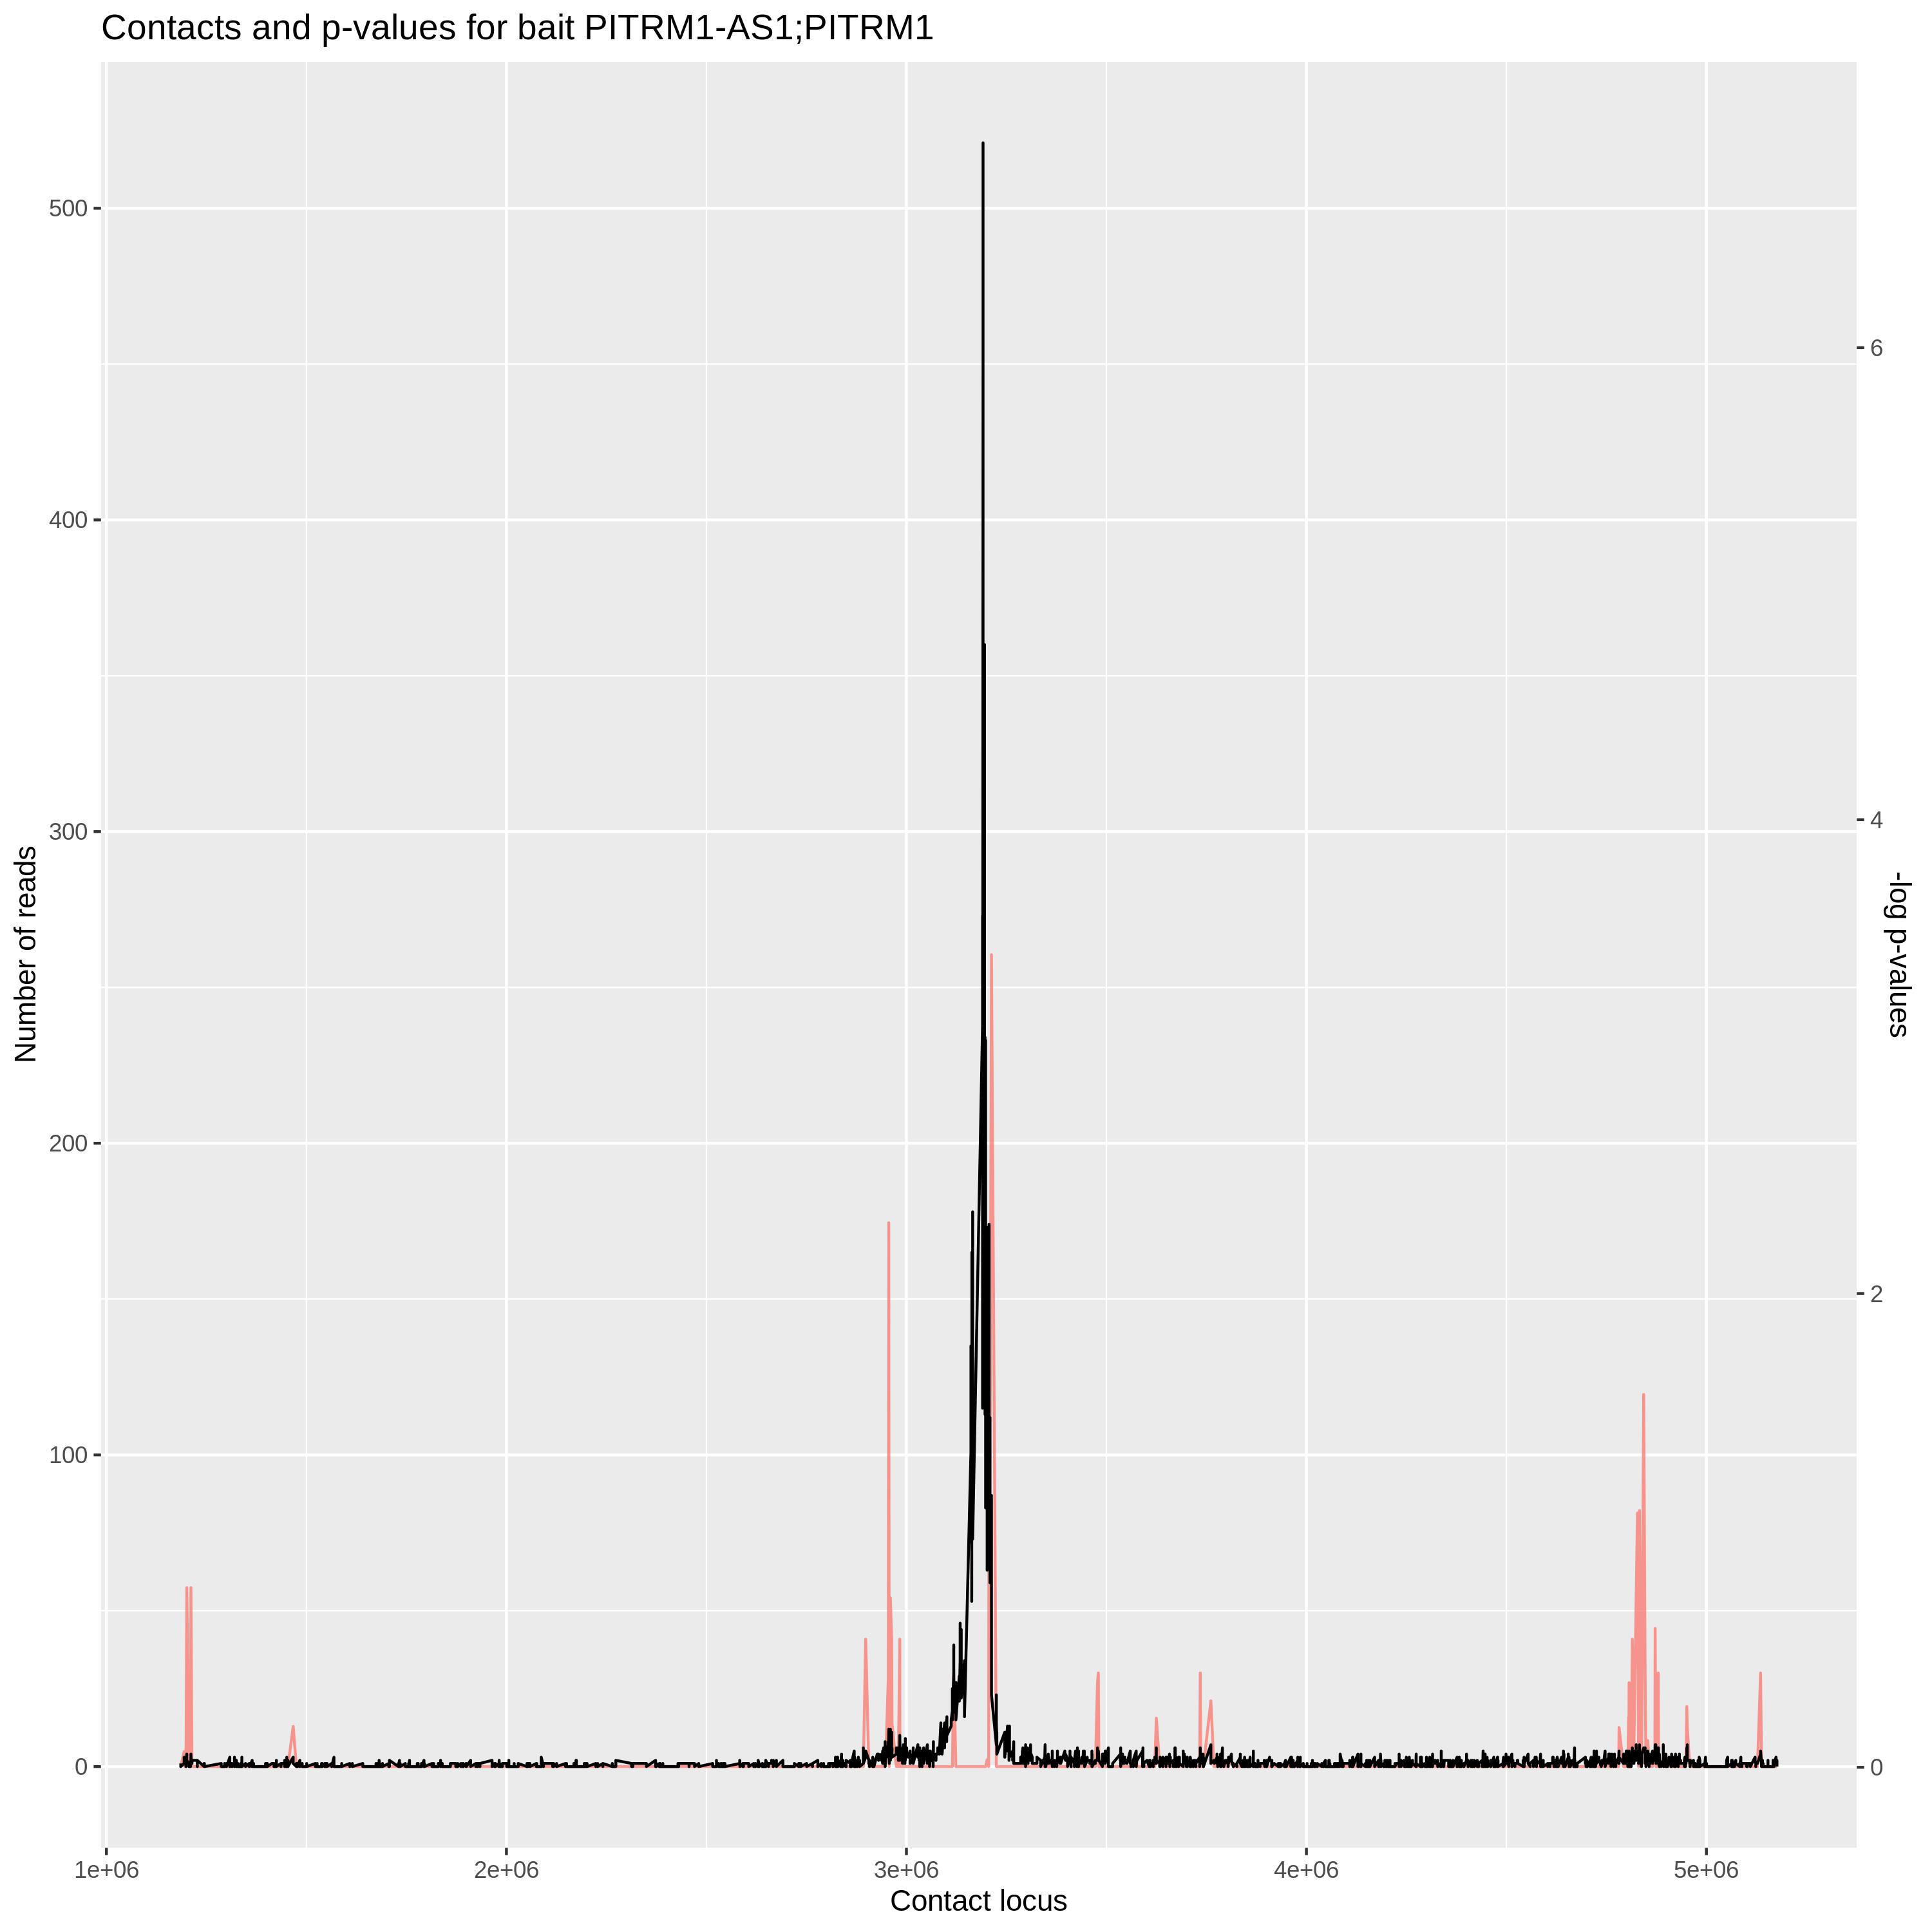 Contacts and p-values for bait PITRM1-AS1;PITRM1
500
400
300
200
100
0
Number of reads
6
4
2
0
-log p-values
1e+06
2e+06
3e+06
4e+06
5e+06
Contact locus